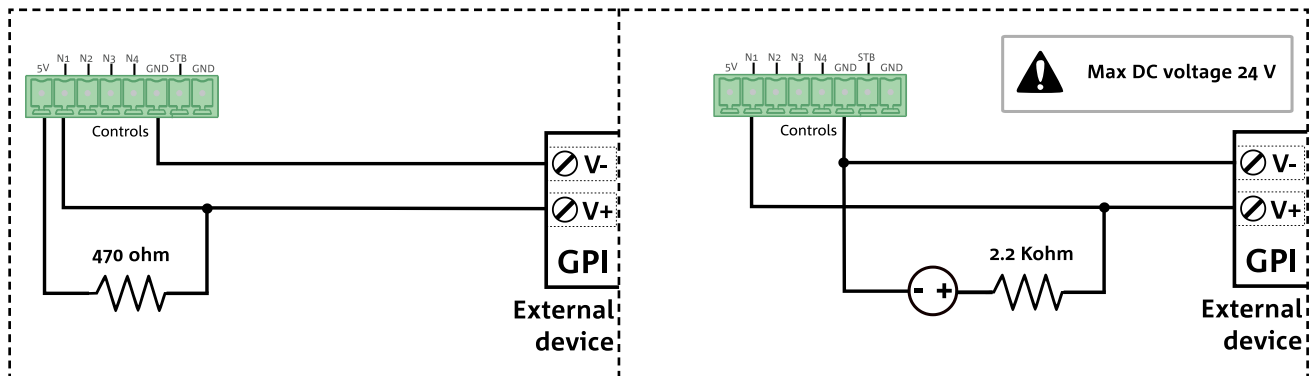 5V N1 N2 N3 N4 GND STB GND
Controls
V-
V+
470 ohm
GPI
External
device
Max DC voltage 24 V
5V N1 N2 N3 N4 GND STB GND
Controls
V-
V+
2.2 Kohm
GPI
- +
External
device